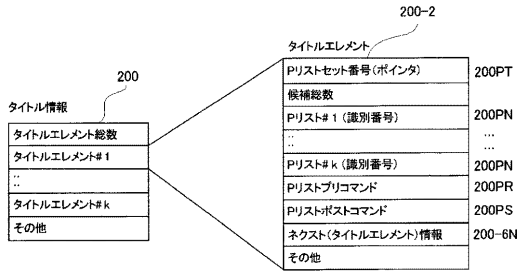 200-2
タイトルエレメント
200
タイトル情報
タイトルエレメント総数
タイトルエレメント#1
::
タイトルエレメント#k
その他
Pリストセット番号(ポインタ) 200PT
候補総数
Pリスト#1(識別番号) 200PN
:: ...
... 
Pリスト#k(識別番号) 200PN
Pリストプリコマンド 200PR
Pリストポストコマンド 200PS
ネクスト(タイトルエレメント)情報 200-6N
その他